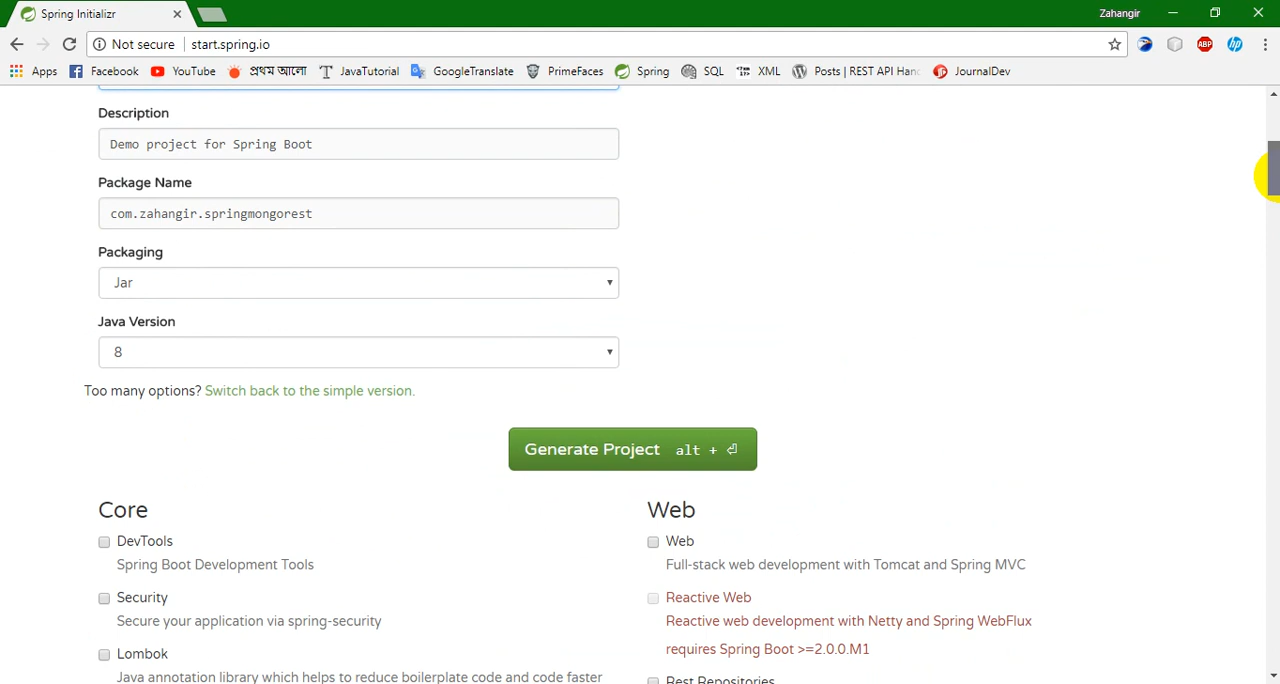 Spring Initializr
Zahangir
Not secure start.spring.io
ABP
hp
Apps Facebook YouTube প্রথম আলো JavaTutorial GoogleTranslate PrimeFaces Spring SQL XML Posts | REST API Han JournalDev
Description
Demo project for Spring Boot
Package Name
com.zahangir.springmongorest
Packaging
Jar
Java Version
8
Too many options? Switch back to the simple version.
Generate Project alt + ⏎
Core
DevTools
Spring Boot Development Tools
Security
Secure your application via spring-security
Lombok
Java annotation library which helps to reduce boilerplate code and code faster
Web
Web
Full-stack web development with Tomcat and Spring MVC
Reactive Web
Reactive web development with Netty and Spring WebFlux
requires Spring Boot >=2.0.0.M1
Rest Repositories